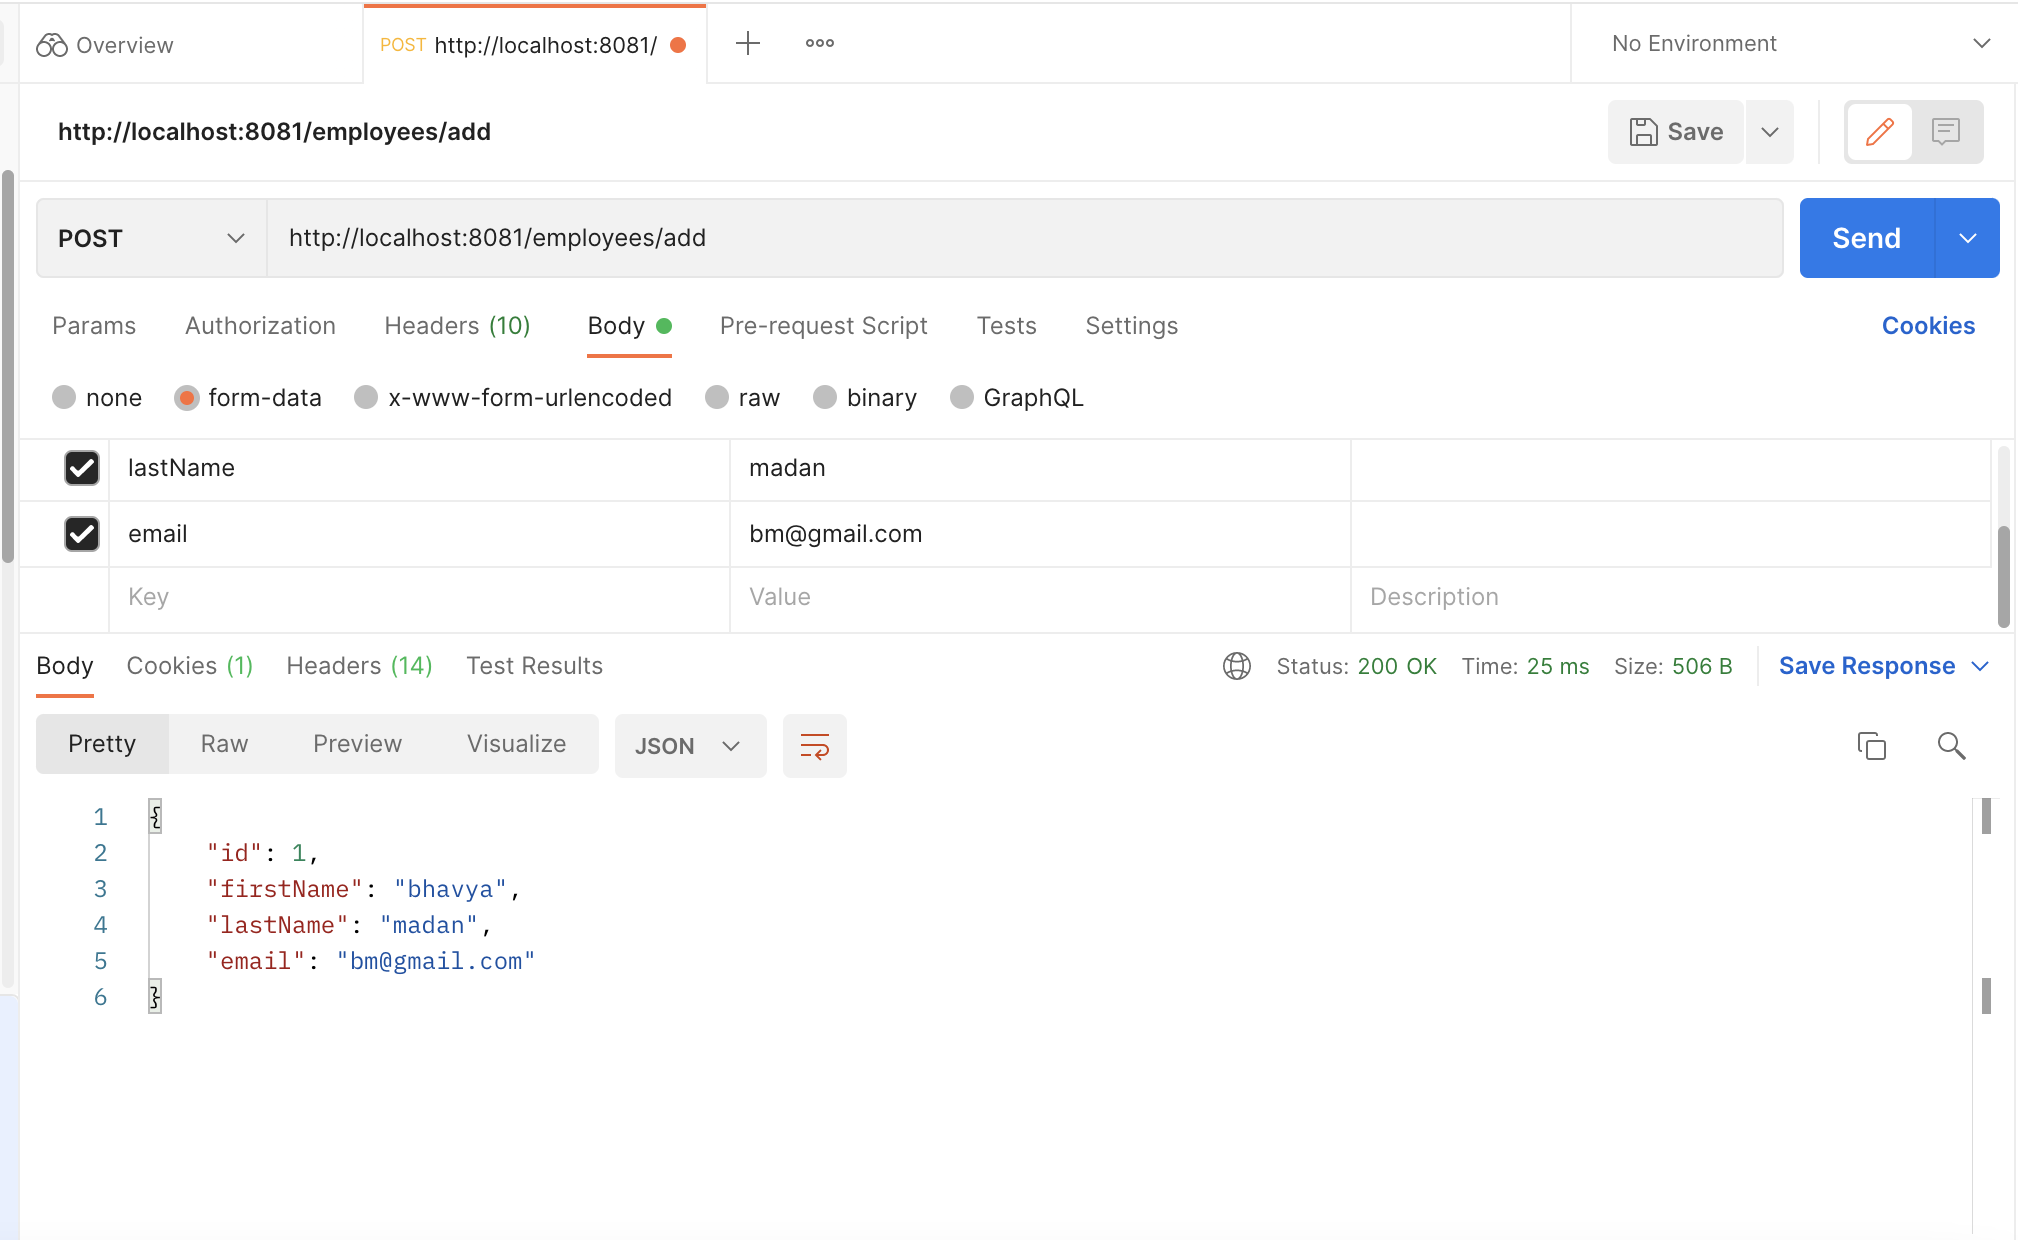 Overview
POST http://localhost:8081/
No Environment
http://localhost:8081/employees/add
Save
POST
http://localhost:8081/employees/add
Send
Params Authorization Headers (10) Body Pre-request Script Tests Settings Cookies
none form-data x-www-form-urlencoded raw binary GraphQL
lastName madan
email bm@gmail.com
Key Value Description
Body Cookies (1) Headers (14) Test Results Status: 200 OK Time: 25 ms Size: 506 B Save Response
Pretty Raw Preview Visualize JSON
1 {
2 "id": 1,
3 "firstName": "bhavya",
4 "lastName": "madan",
5 "email": "bm@gmail.com"
6 }